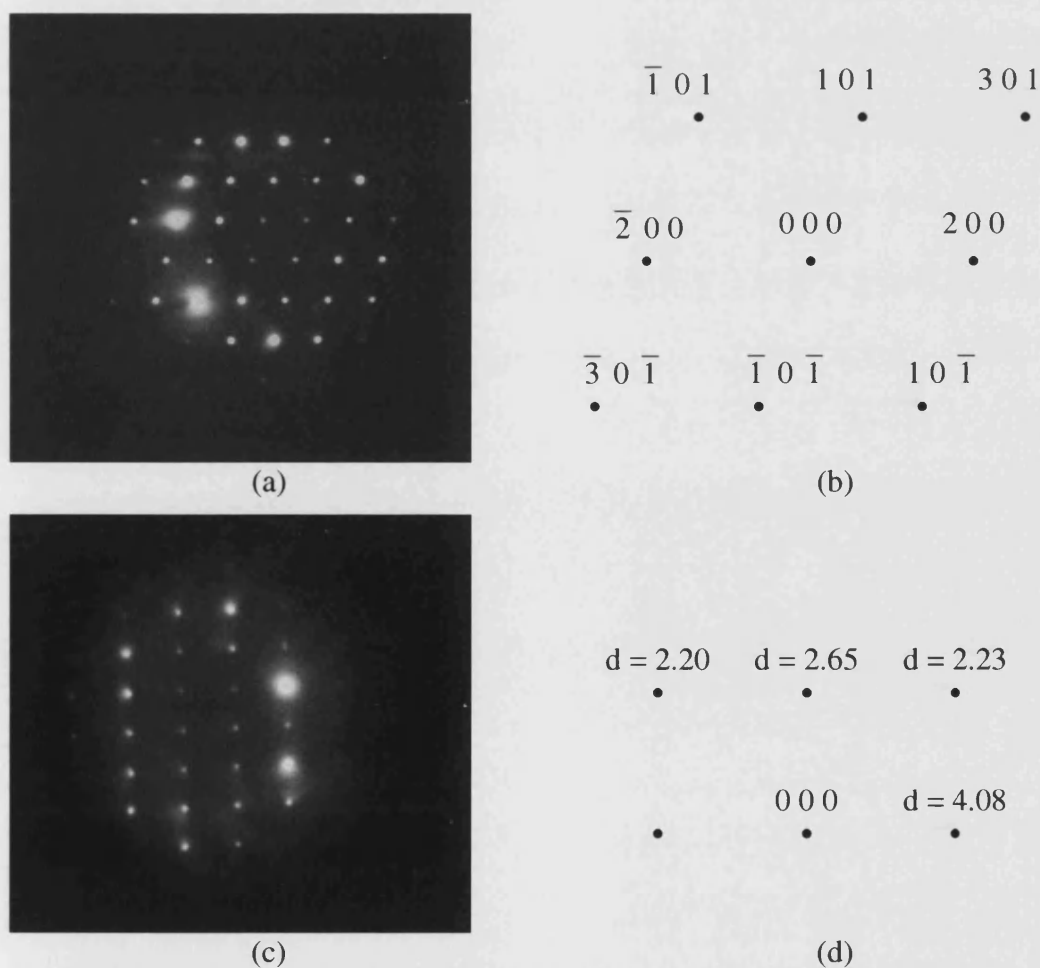 1̅ 0 1 1 0 1 3 0 1
2̅ 0 0 0 0 0 2 0 0
3̅ 0 1̅ 1̅ 0 1̅ 1 0 1̅
(a) (b)
d = 2.20 d = 2.65 d = 2.23
0 0 0 d = 4.08
(c) (d)